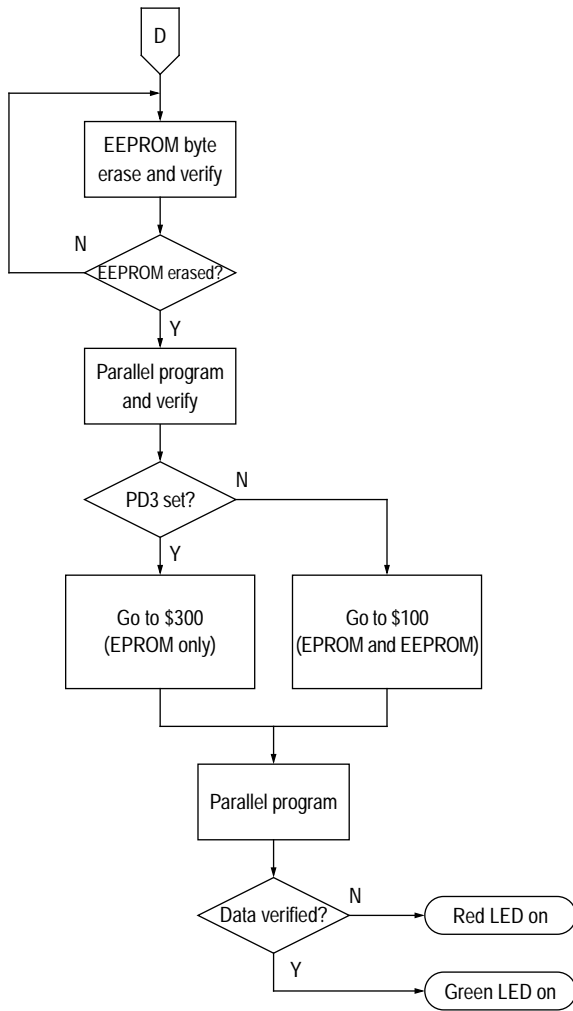 D
EEPROM byte
erase and verify
N
EEPROM erased?
Y
Parallel program
and verify
N
PD3 set?
Y
Go to $300
(EPROM only)
Go to $100
(EPROM and EEPROM)
Parallel program
N
Data verified?
Red LED on
Y
Green LED on